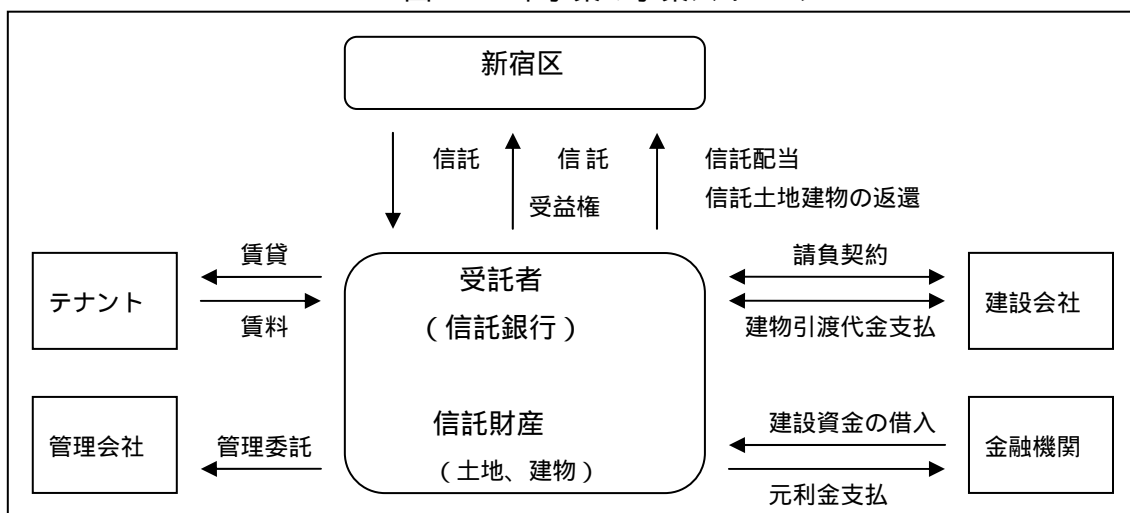 新宿区
信託
信託
受益権
信託配当
信託土地建物の返還
テナント
賃貸
賃料
受託者
（信託銀行）
請負契約
建物引渡代金支払
建設会社
管理会社
管理委託
信託財産
（土地、建物）
建設資金の借入
元利金支払
金融機関